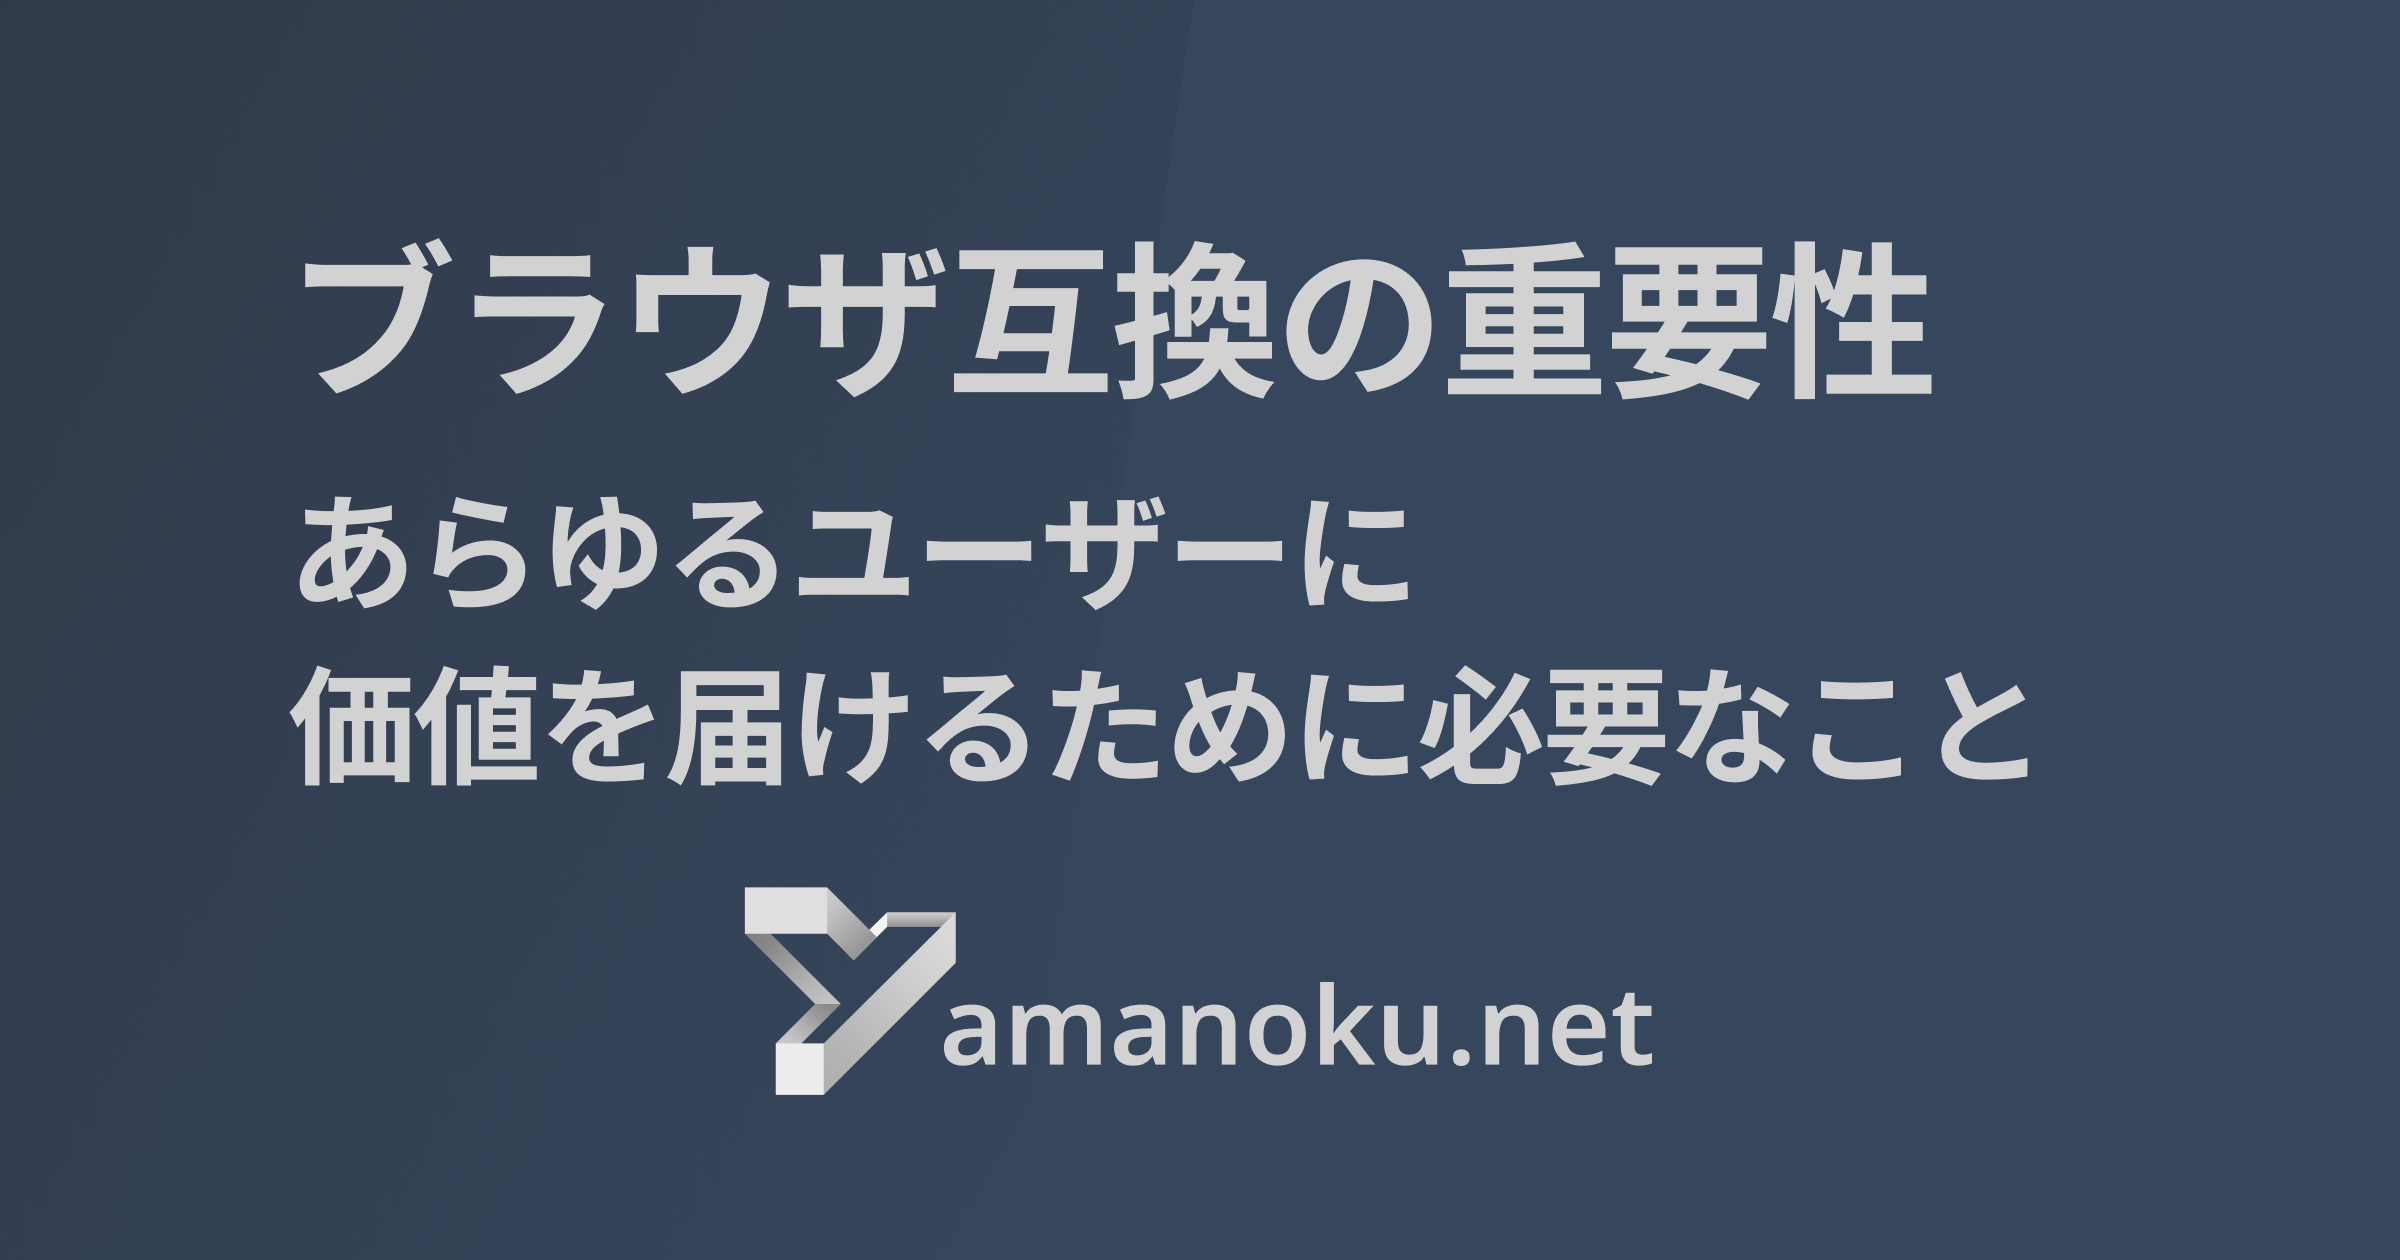 ブラウザ互換の重要性
あらゆるユーザーに
価値を届けるために必要なこと
Yamanoku.net